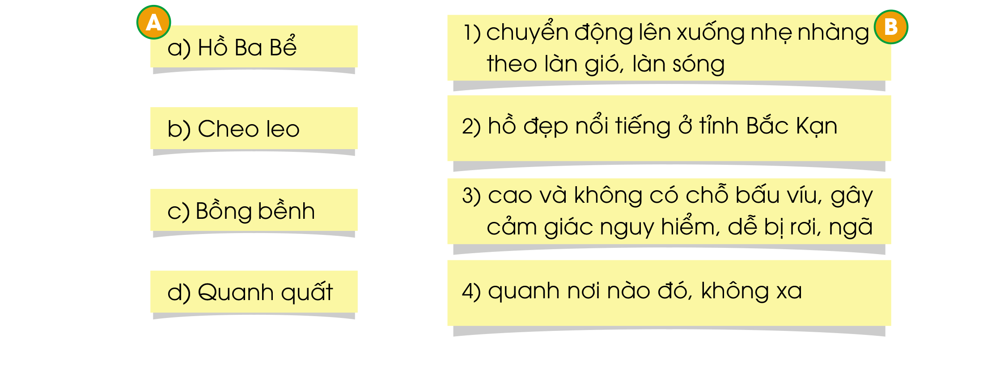 A
a) Hồ Ba Bể
b) Cheo leo
c) Bồng bềnh
d) Quanh quất
B
1) chuyển động lên xuống nhẹ nhàng
theo làn gió, làn sóng
2) hồ đẹp nổi tiếng ở tỉnh Bắc Kạn
3) cao và không có chỗ bấu víu, gây
cảm giác nguy hiểm, dễ bị rơi, ngã
4) quanh nơi nào đó, không xa